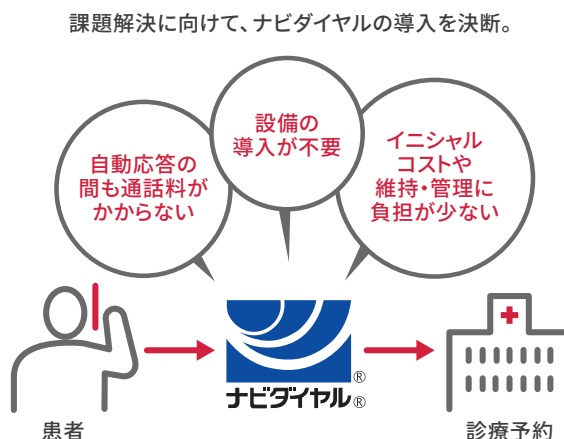 課題解決に向けて、ナビダイヤルの導入を決断。
自動応答の
間も通話料が
かからない
設備の
導入が不要
イニシャル
コストや
維持・管理に
負担が少ない
®
ナビダイヤル®
患者
診療予約